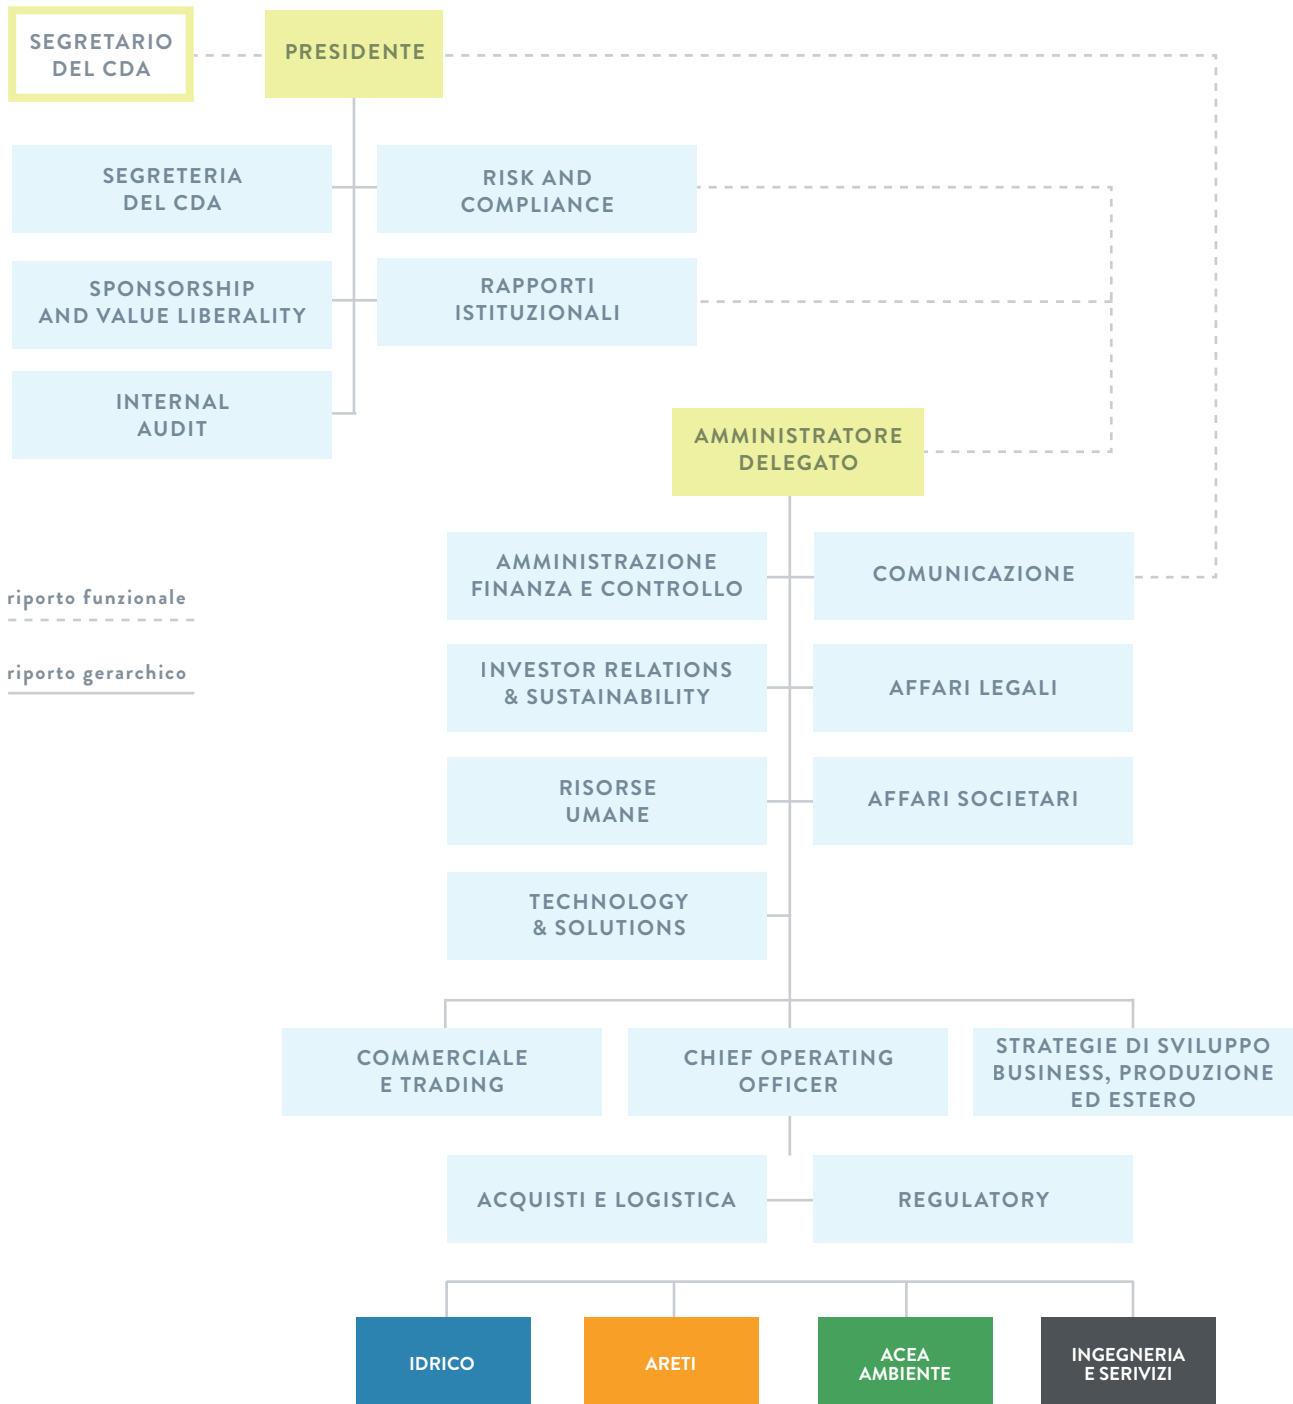 SEGRETARIO
DEL CDA
PRESIDENTE
SEGRETERIA
DEL CDA
RISK AND
COMPLIANCE
SPONSORSHIP
AND VALUE LIBERALITY
RAPPORTI
ISTITUZIONALI
INTERNAL
AUDIT
AMMINISTRATORE
DELEGATO
AMMINISTRAZIONE
FINANZA E CONTROLLO
COMUNICAZIONE
riporto funzionale
riporto gerarchico
INVESTOR RELATIONS
& SUSTAINABILITY
AFFARI LEGALI
RISORSE
UMANE
AFFARI SOCIETARI
TECHNOLOGY
& SOLUTIONS
COMMERCIALE
E TRADING
CHIEF OPERATING
OFFICER
STRATEGIE DI SVILUPPO
BUSINESS, PRODUZIONE
ED ESTERO
ACQUISTI E LOGISTICA
REGULATORY
IDRICO
ARETI
ACEA
AMBIENTE
INGEGNERIA
E SERIVIZI